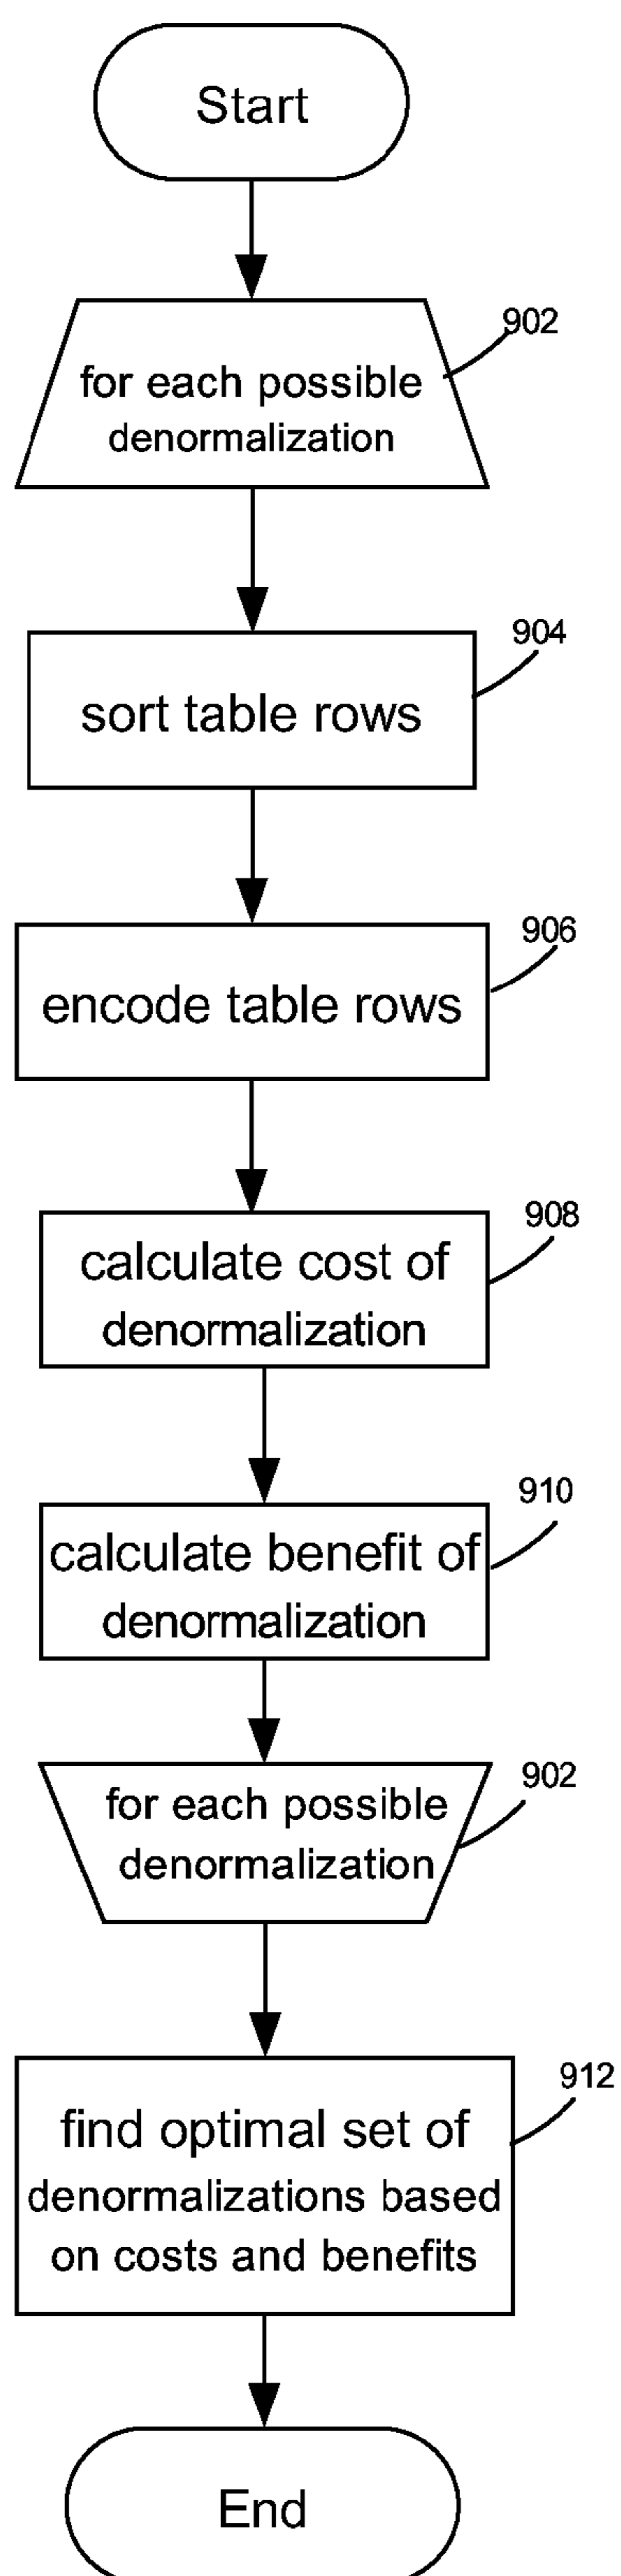 Start
902
for each possible
denormalization
904
sort table rows
906
encode table rows
908
calculate cost of
denormalization
910
calculate benefit of
denormalization
902
for each possible
denormalization
912
find optimal set of
denormalizations based
on costs and benefits
End